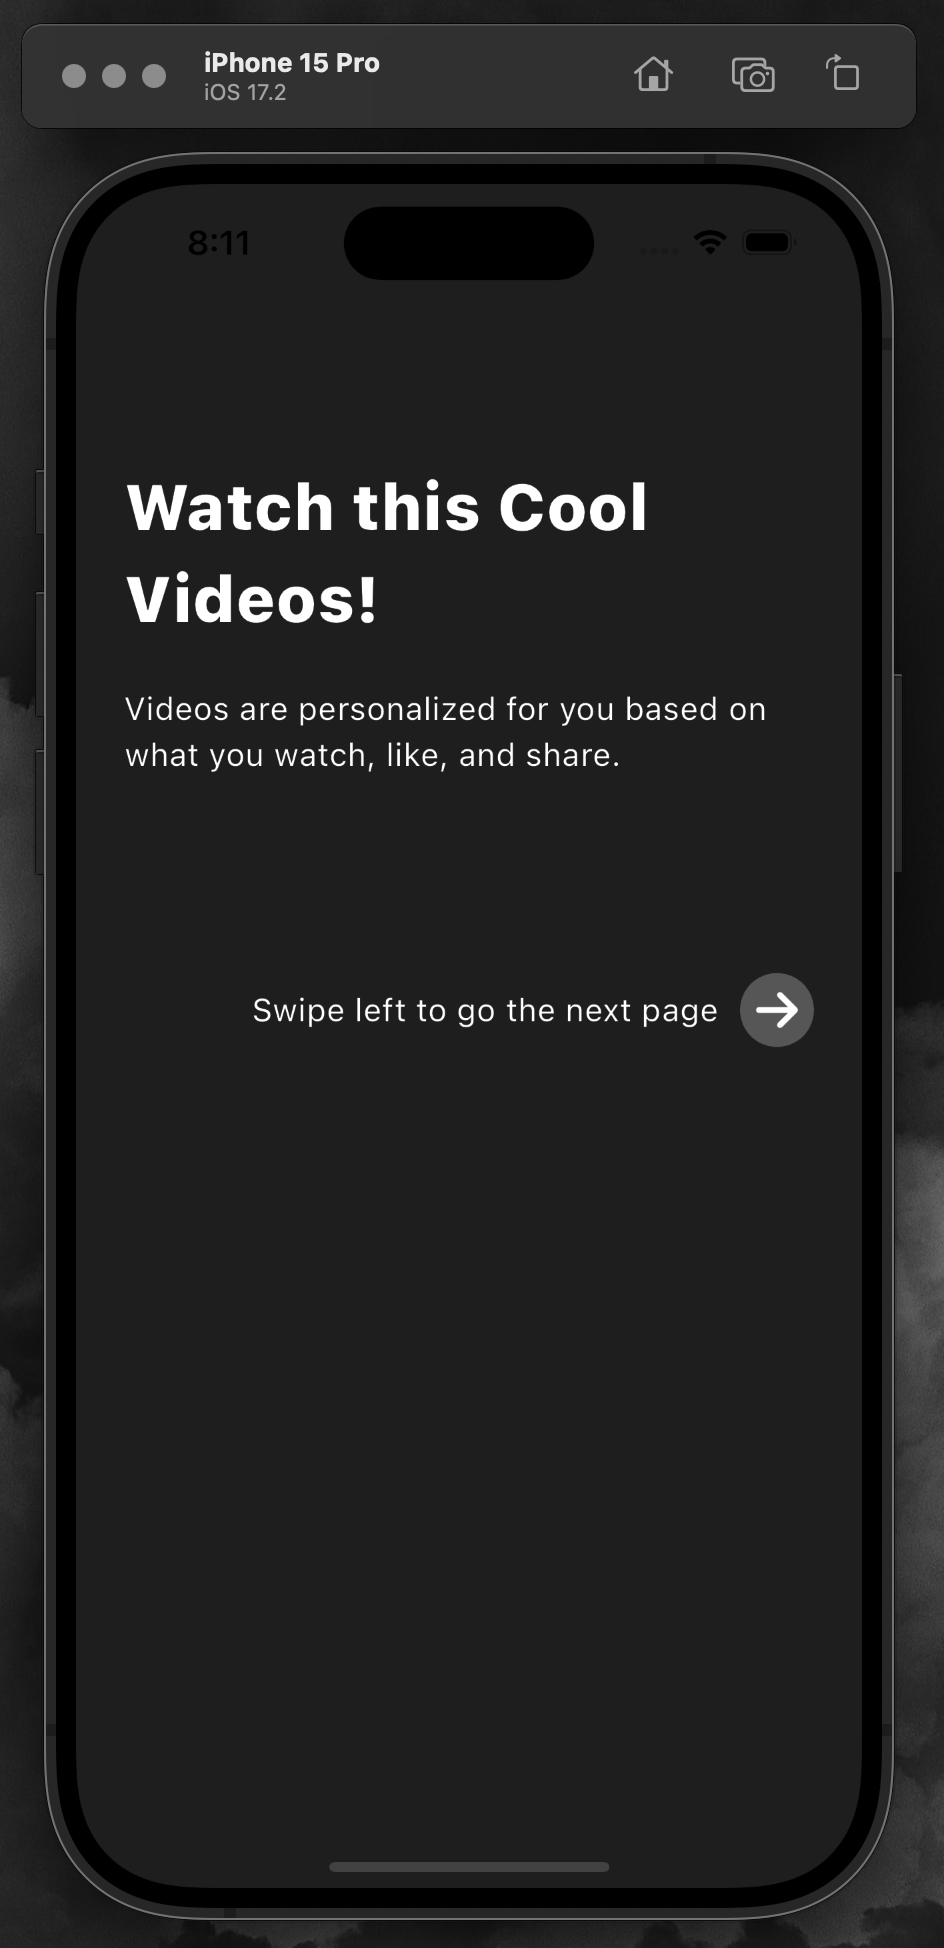 iPhone 15 Pro
iOS 17.2
8:11
Watch this Cool
Videos!
Videos are personalized for you based on
what you watch, like, and share.
Swipe left to go the next page